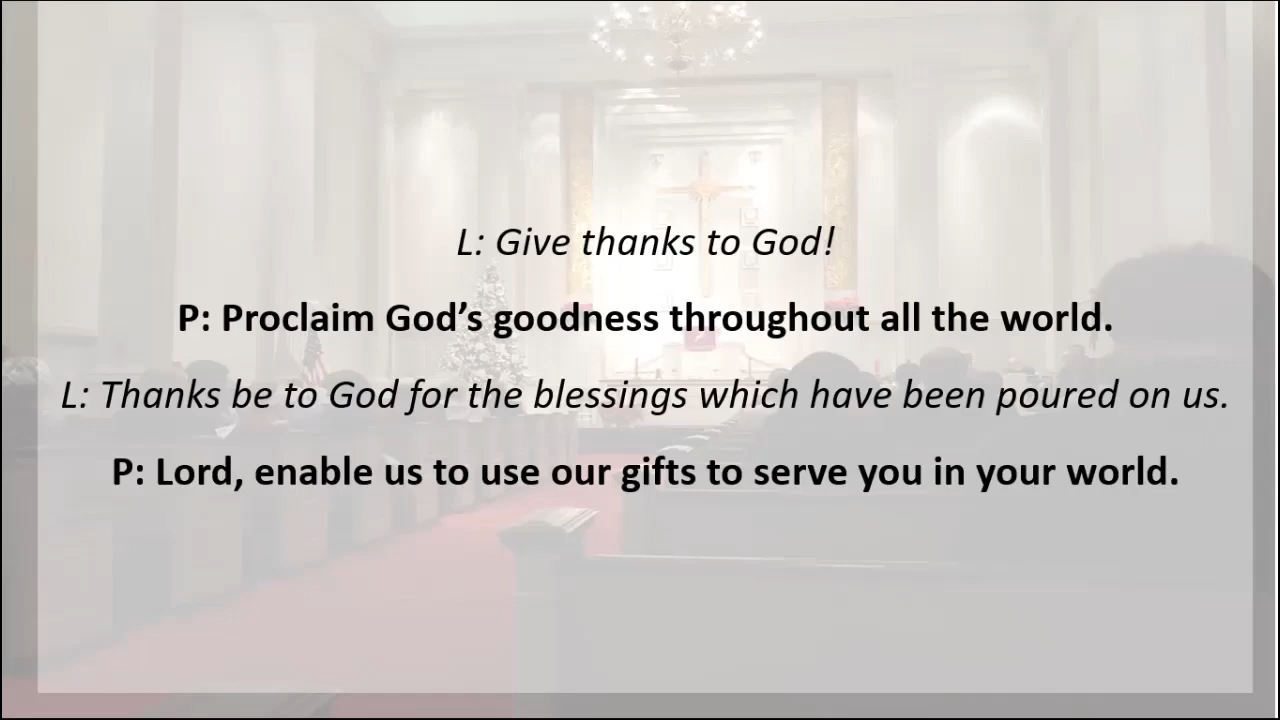 L: Give thanks to God!
P: Proclaim God’s goodness throughout all the world.
L: Thanks be to God for the blessings which have been poured on us.
P: Lord, enable us to use our gifts to serve you in your world.